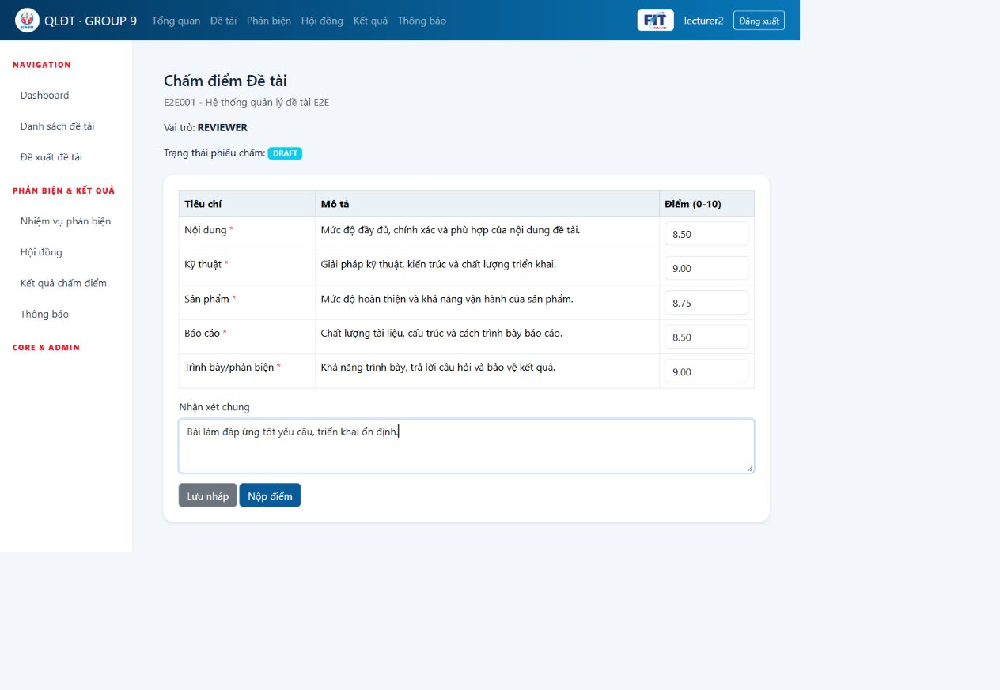 QLĐT · GROUP 9 Tổng quan Đề tài Phản biện Hội đồng Kết quả Thông báo FIT HCM-UTE lecturer2 Đăng xuất
NAVIGATION
Dashboard
Danh sách đề tài
Đề xuất đề tài
PHẢN BIỆN & KẾT QUẢ
Nhiệm vụ phản biện
Hội đồng
Kết quả chấm điểm
Thông báo
CORE & ADMIN
Chấm điểm Đề tài
E2E001 - Hệ thống quản lý đề tài E2E
Vai trò: REVIEWER
Trạng thái phiếu chấm: DRAFT
Tiêu chí Mô tả Điểm (0-10)
Nội dung * Mức độ đầy đủ, chính xác và phù hợp của nội dung đề tài. 8.50
Kỹ thuật * Giải pháp kỹ thuật, kiến trúc và chất lượng triển khai. 9.00
Sản phẩm * Mức độ hoàn thiện và khả năng vận hành của sản phẩm. 8.75
Báo cáo * Chất lượng tài liệu, cấu trúc và cách trình bày báo cáo. 8.50
Trình bày/phản biện * Khả năng trình bày, trả lời câu hỏi và bảo vệ kết quả. 9.00
Nhận xét chung
Bài làm đáp ứng tốt yêu cầu, triển khai ổn định.
Lưu nháp Nộp điểm